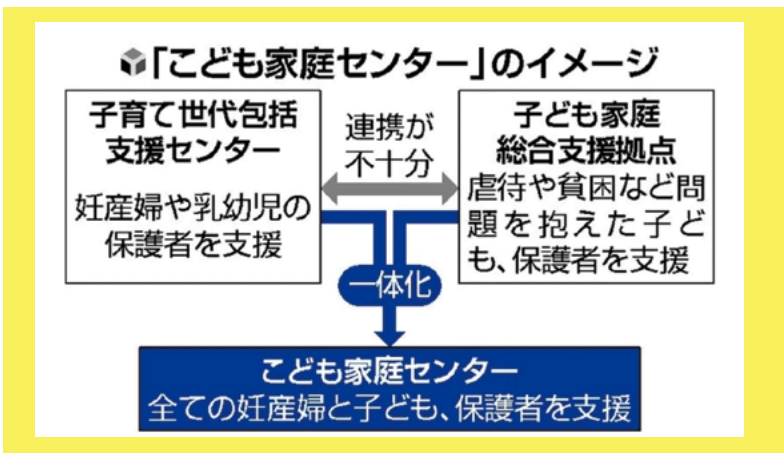 「こども家庭センター」のイメージ
子育て世代包括
支援センター
妊産婦や乳幼児の
保護者を支援
連携が
不十分
子ども家庭
総合支援拠点
虐待や貧困など問
題を抱えた子ど
も、保護者を支援
一体化
こども家庭センター
全ての妊産婦と子ども、保護者を支援